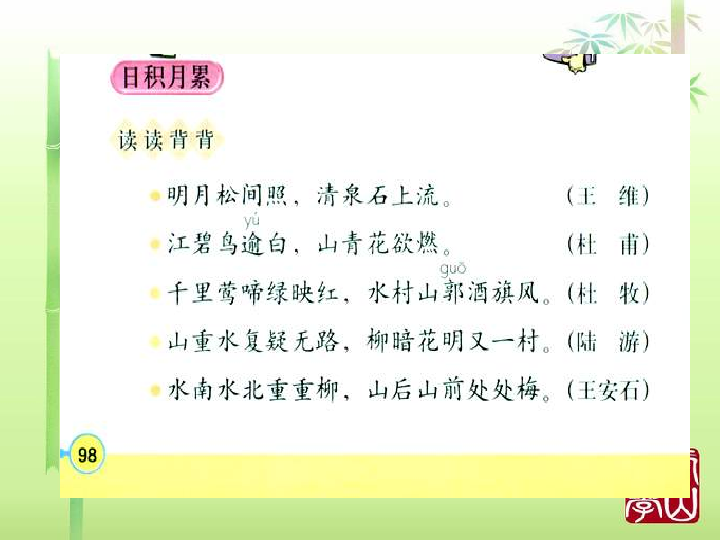 日积月累
读读背背
明月松间照，清泉石上流。（王 维）
yú
江碧鸟逾白，山青花欲燃。（杜 甫）
guō
千里莺啼绿映红，水村山郭酒旗风。（杜 牧）
山重水复疑无路，柳暗花明又一村。（陆 游）
水南水北重重柳，山后山前处处梅。（王安石）
98